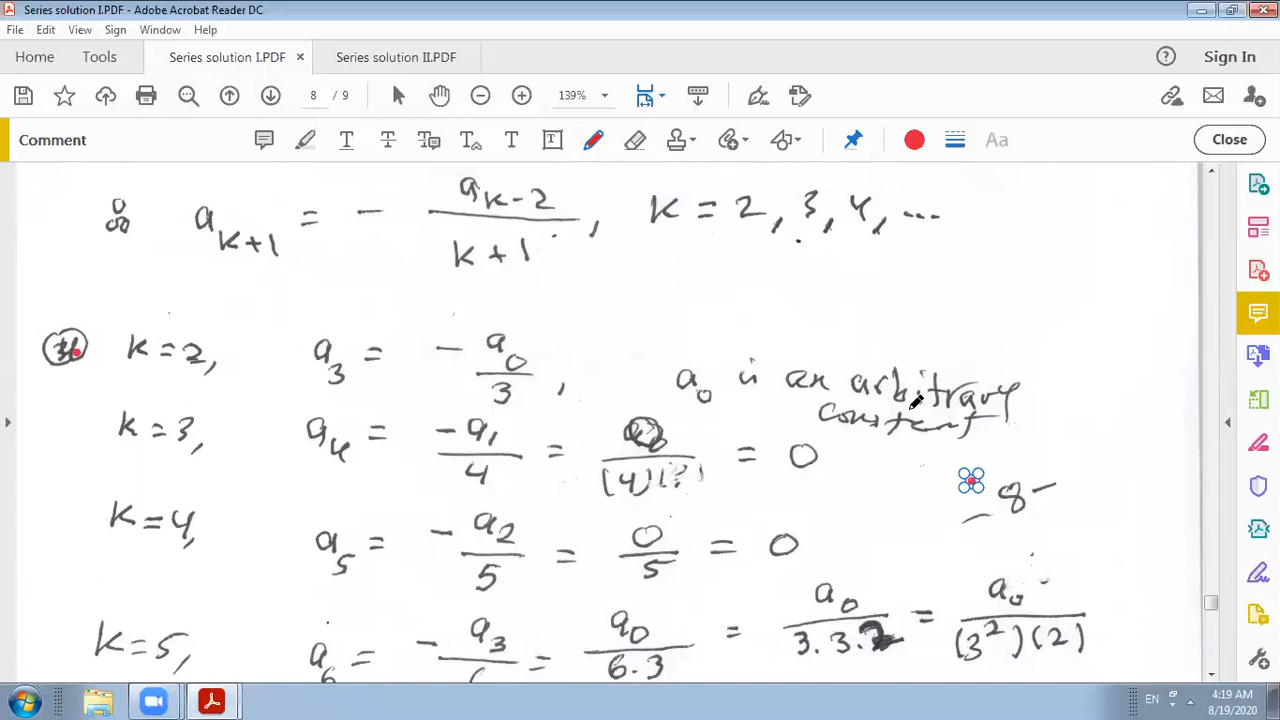 Series solution I.PDF - Adobe Acrobat Reader DC
File Edit View Sign Window Help
Home Tools Series solution I.PDF × Series solution II.PDF Sign In
8 / 9 139%
Comment Aa Close
∴ a_{k+1} = - a_{k-2} / (k+1), k = 2, 3, 4, ...
k=2, a_3 = - a_0 / 3, a_0 is an arbitrary
constant
k=3, a_4 = -a_1 / 4 = / (4) = 0
- 8 -
k=4, a_5 = -a_2 / 5 = 0 / 5 = 0
k=5, a_6 = -a_3 / 6 = a_0 / 6.3 = a_0 / 3.3.2 = a_0 / (3^2)(2)
EN 4:19 AM
8/19/2020